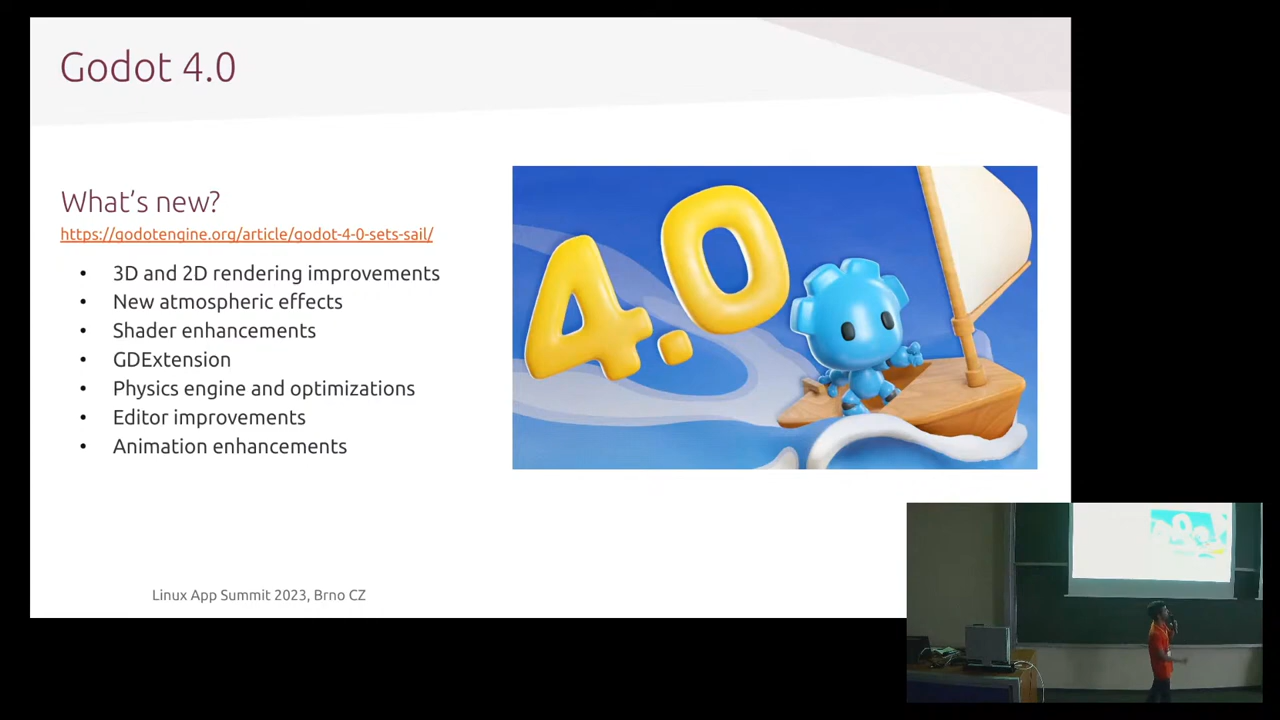 Godot 4.0
What's new?
https://godotengine.org/article/godot-4-0-sets-sail/
• 3D and 2D rendering improvements
• New atmospheric effects
• Shader enhancements
• GDExtension
• Physics engine and optimizations
• Editor improvements
• Animation enhancements
4.0
Linux App Summit 2023, Brno CZ